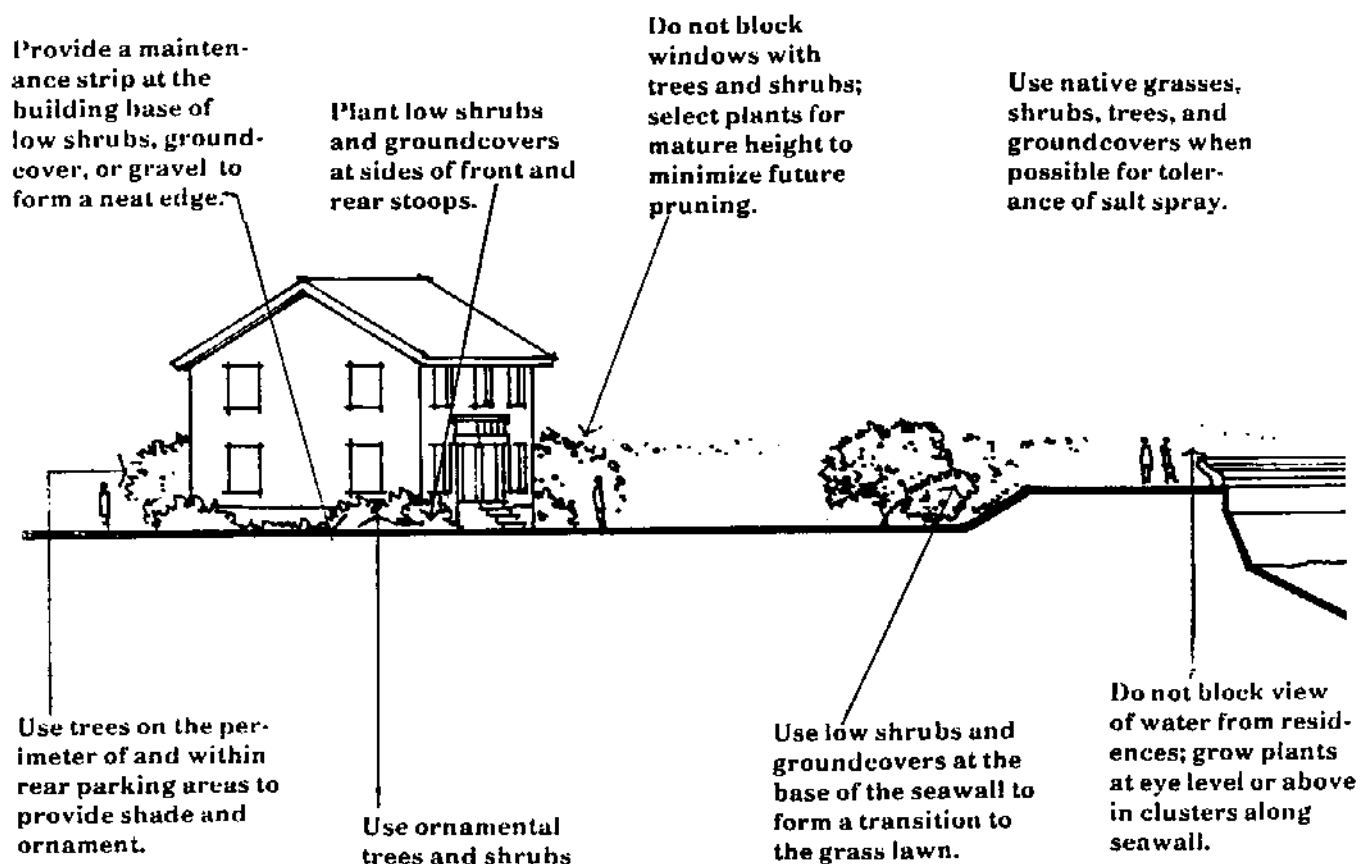 Provide a mainten-
ance strip at the
building base of
low shrubs, ground-
cover, or gravel to
form a neat edge.
Plant low shrubs
and groundcovers
at sides of front and
rear stoops.
Do not block
windows with
trees and shrubs;
select plants for
mature height to
minimize future
pruning.
Use native grasses,
shrubs, trees, and
groundcovers when
possible for toler-
ance of salt spray.
Use trees on the per-
imeter of and within
rear parking areas to
provide shade and
ornament.
Use ornamental
trees and shrubs
Use low shrubs and
groundcovers at the
base of the seawall to
form a transition to
the grass lawn.
Do not block view
of water from resid-
ences; grow plants
at eye level or above
in clusters along
seawall.